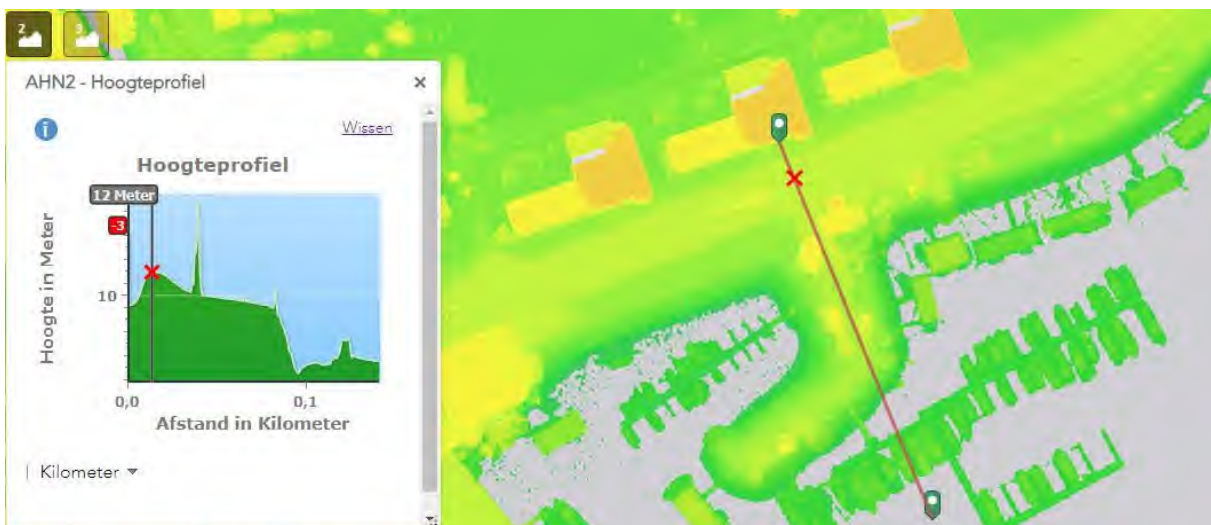 2
3
AHN2 - Hoogteprofiel ×
i Wissen
Hoogteprofiel
12 Meter
-3
10
Hoogte in Meter
0,0 0,1
Afstand in Kilometer
| Kilometer